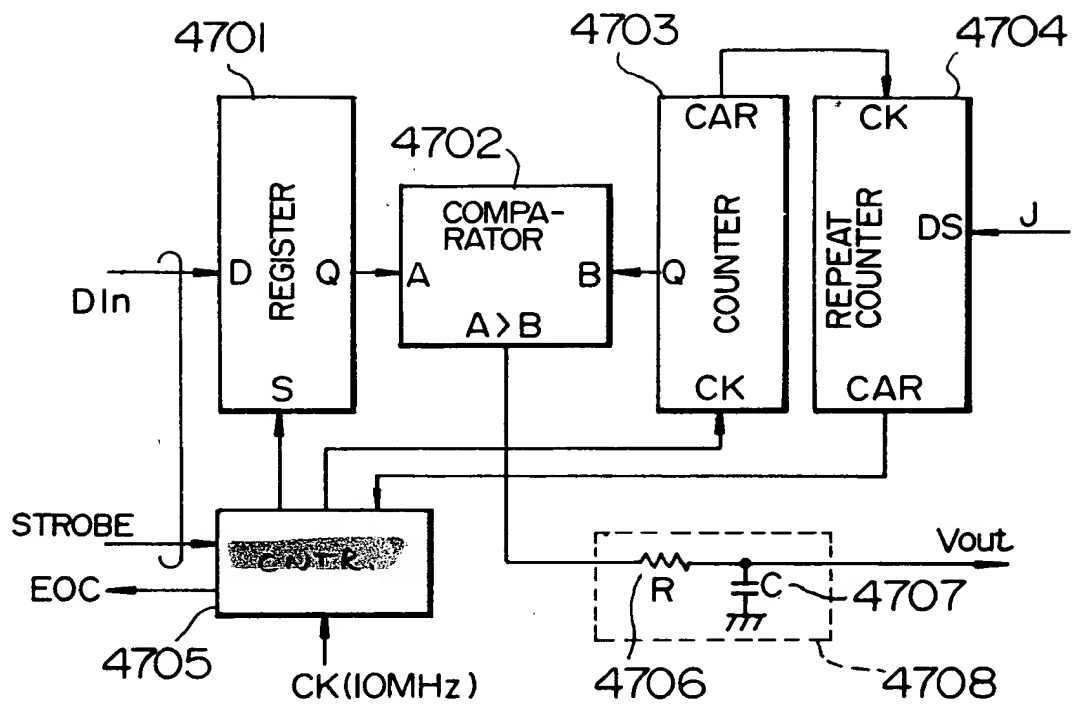 4701
4703
4704
CAR
CK
4702
REGISTER
COMPA-
RATOR
COUNTER
REPEAT
COUNTER
DS
J
DIn
D
Q
A
B
Q
A>B
S
CK
CAR
STROBE
CNTR.
EOC
Vout
R
C
4707
4705
CK(10MHz)
4706
4708